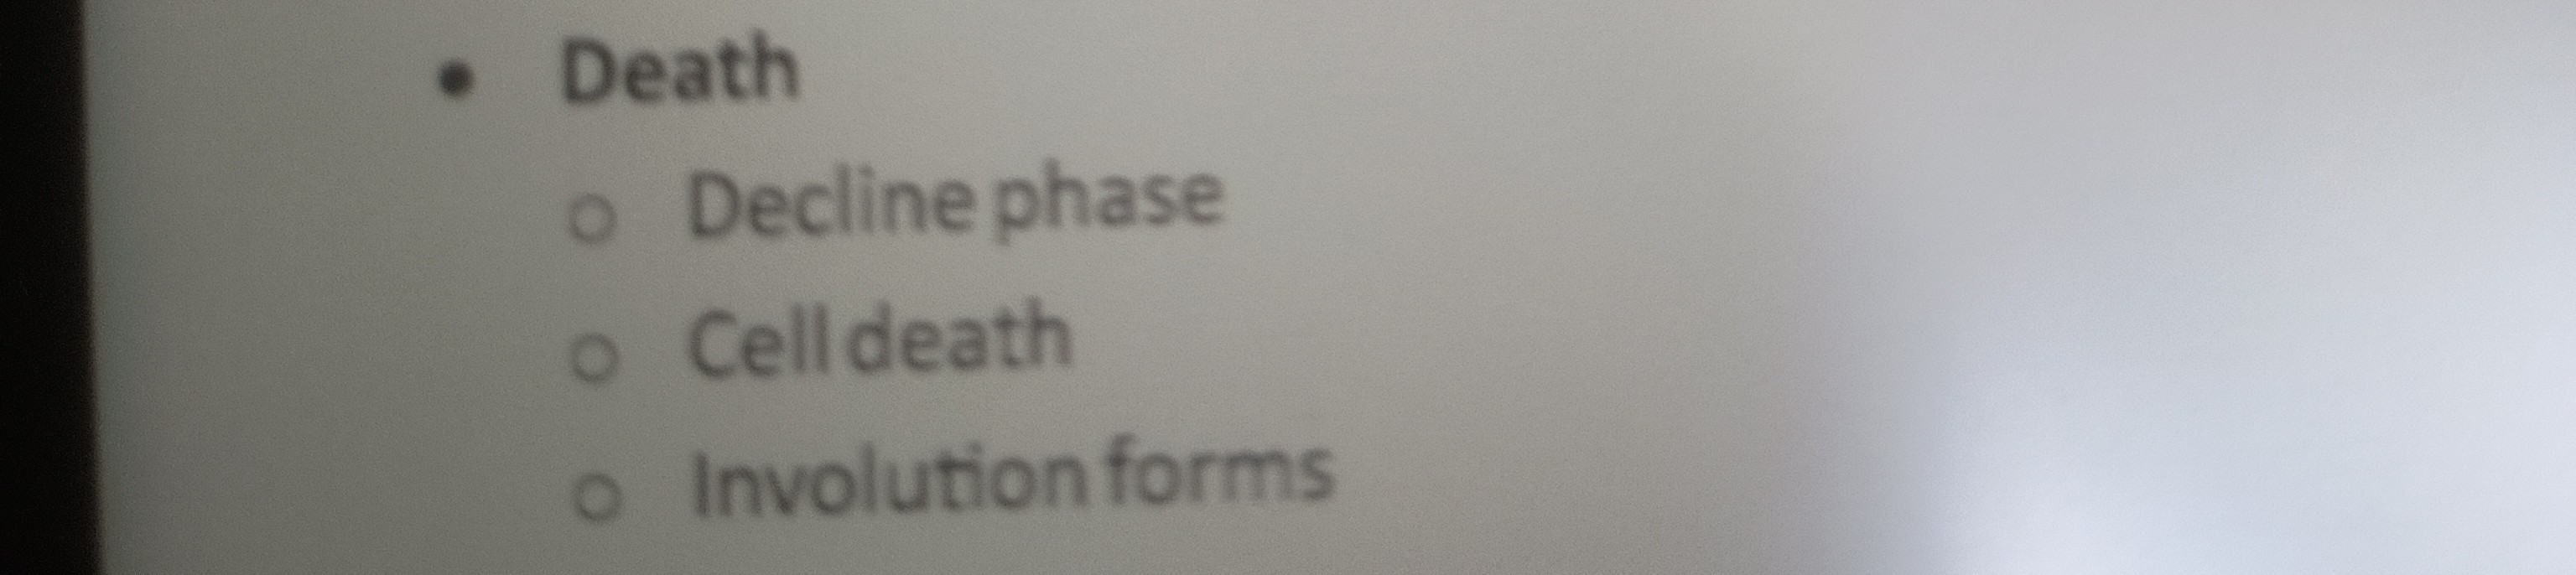 • Death
○ Decline phase
○ Cell death
○ Involution forms